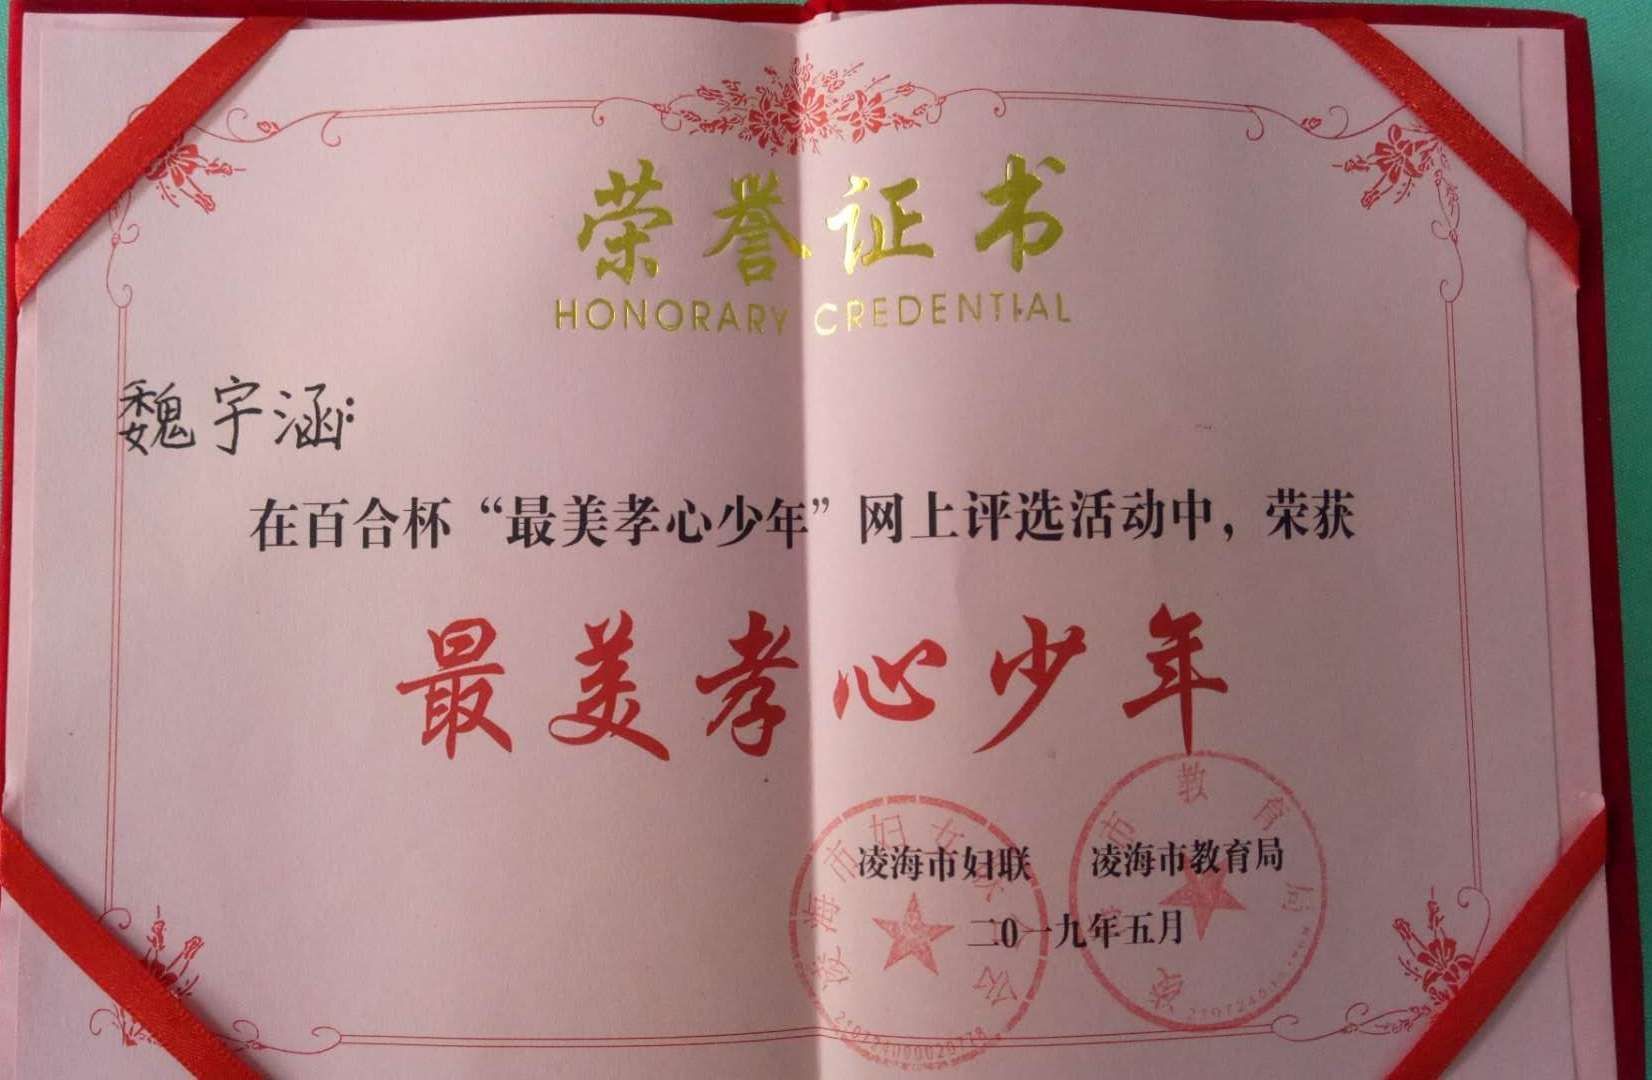 荣誉证书
HONORARY CREDENTIAL
魏宇涵:
在百合杯“最美孝心少年”网上评选活动中，荣获
最美孝心少年
凌海市妇联 凌海市教育局
二0一九年五月